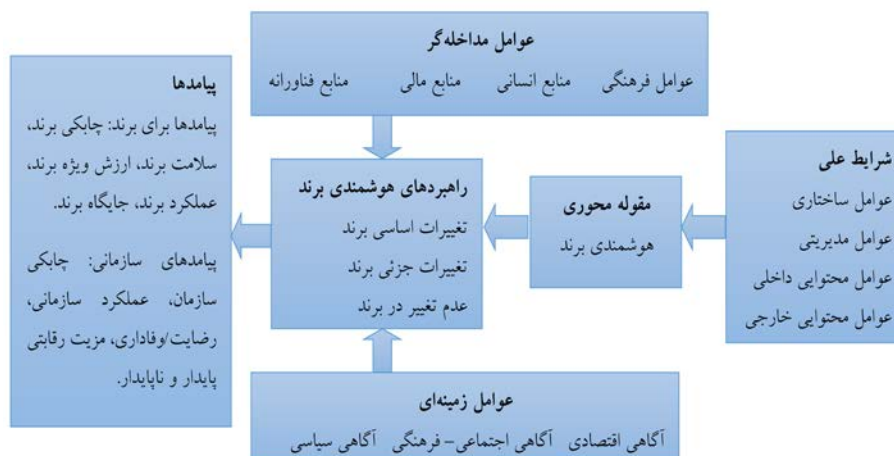 عوامل مداخله‌گر
عوامل فرهنگی منابع انسانی منابع مالی منابع فناورانه
شرایط علی
عوامل ساختاری
عوامل مدیریتی
عوامل محتوایی داخلی
عوامل محتوایی خارجی
مقوله محوری
هوشمندی برند
راهبردهای هوشمندی برند
تغییرات اساسی برند
تغییرات جزئی برند
عدم تغییر در برند
پیامدها
پیامدها برای برند: چابکی برند،
سلامت برند، ارزش ویژه برند،
عملکرد برند، جایگاه برند.
پیامدهای سازمانی: چابکی
سازمان، عملکرد سازمانی،
رضایت/وفاداری، مزیت رقابتی
پایدار و ناپایدار.
عوامل زمینه‌ای
آگاهی اقتصادی آگاهی اجتماعی– فرهنگی آگاهی سیاسی